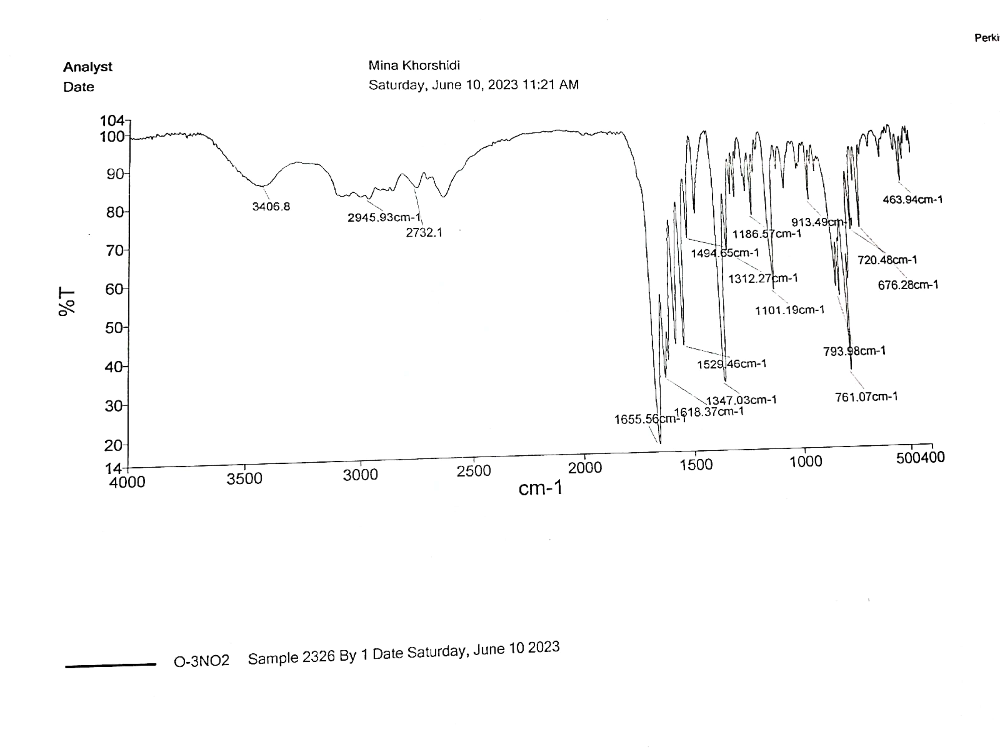 Perki
Analyst
Mina Khorshidi
Date
Saturday, June 10, 2023 11:21 AM
104
100
90
80
70
60
50
40
30
20
14
%T
3406.8
2945.93cm-1
2732.1
463.94cm-1
913.49cm-1
1186.57cm-1
1494.65cm-1
720.48cm-1
1312.27cm-1
676.28cm-1
1101.19cm-1
793.98cm-1
1529.46cm-1
761.07cm-1
1347.03cm-1
1618.37cm-1
1655.56cm-1
4000
3500
3000
2500
2000
1500
1000
500400
cm-1
O-3NO2 Sample 2326 By 1 Date Saturday, June 10 2023